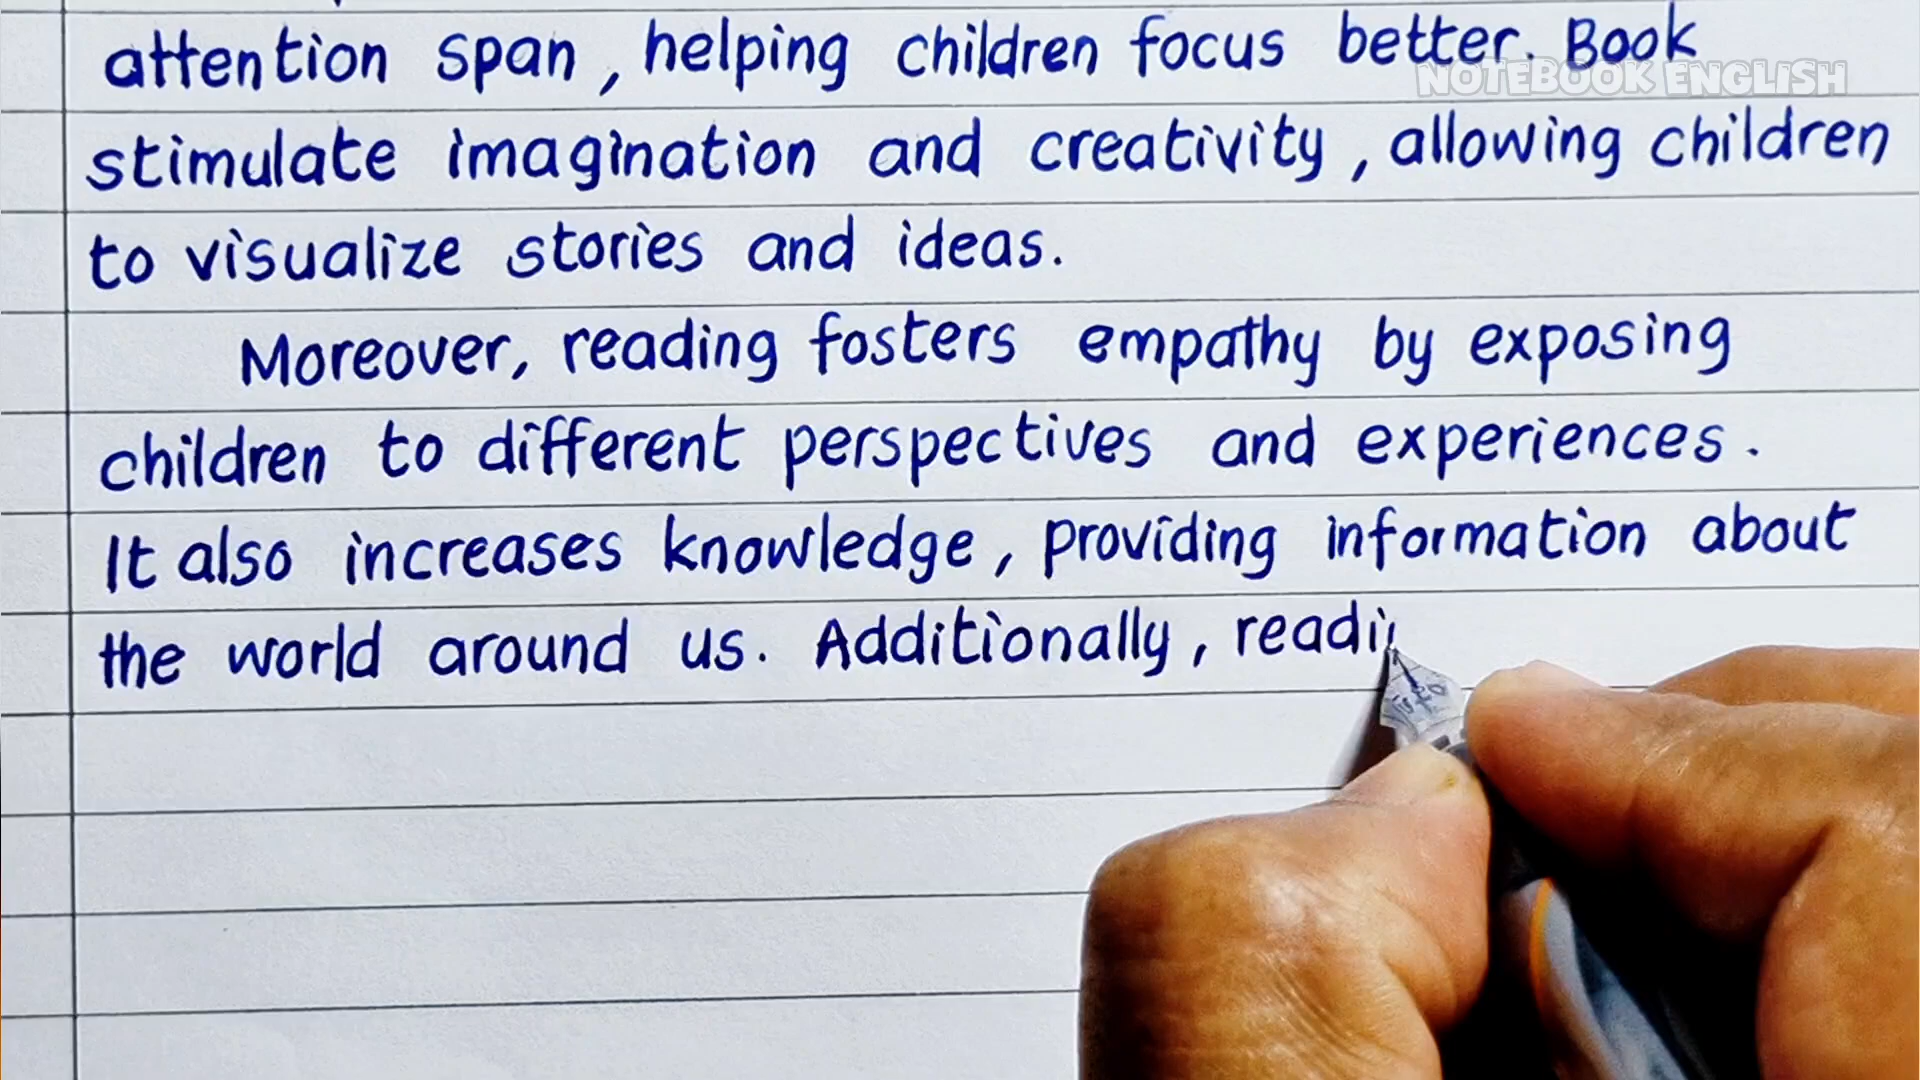 attention span, helping children focus better. Book
NOTEBOOK ENGLISH
stimulate imagination and creativity, allowing children
to visualize stories and ideas.
Moreover, reading fosters empathy by exposing
children to different perspectives and experiences.
It also increases knowledge, providing information about
the world around us. Additionally, readi